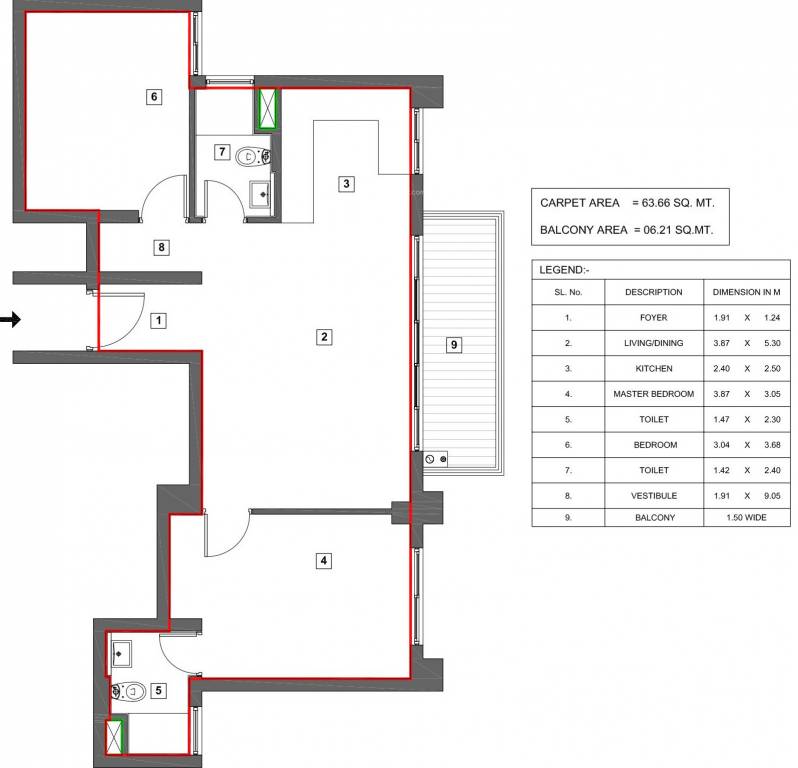 6
7
3
8
1
2
9
4
5
CARPET AREA = 63.66 SQ. MT.
BALCONY AREA = 06.21 SQ.MT.
LEGEND:-
SL. No. DESCRIPTION DIMENSION IN M
1. FOYER 1.91 X 1.24
2. LIVING/DINING 3.87 X 5.30
3. KITCHEN 2.40 X 2.50
4. MASTER BEDROOM 3.87 X 3.05
5. TOILET 1.47 X 2.30
6. BEDROOM 3.04 X 3.68
7. TOILET 1.42 X 2.40
8. VESTIBULE 1.91 X 9.05
9. BALCONY 1.50 WIDE